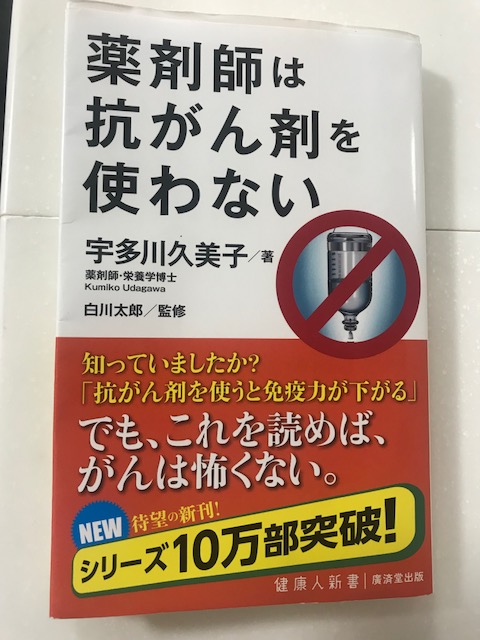 薬剤師は
抗がん剤を
使わない
宇多川久美子／著
薬剤師・栄養学博士
Kumiko Udagawa
白川太郎／監修
知っていましたか?
「抗がん剤を使うと免疫力が下がる」
でも、これを読めば、
がんは怖くない。
NEW 待望の新刊!
シリーズ10万部突破!
健康人新書|廣済堂出版